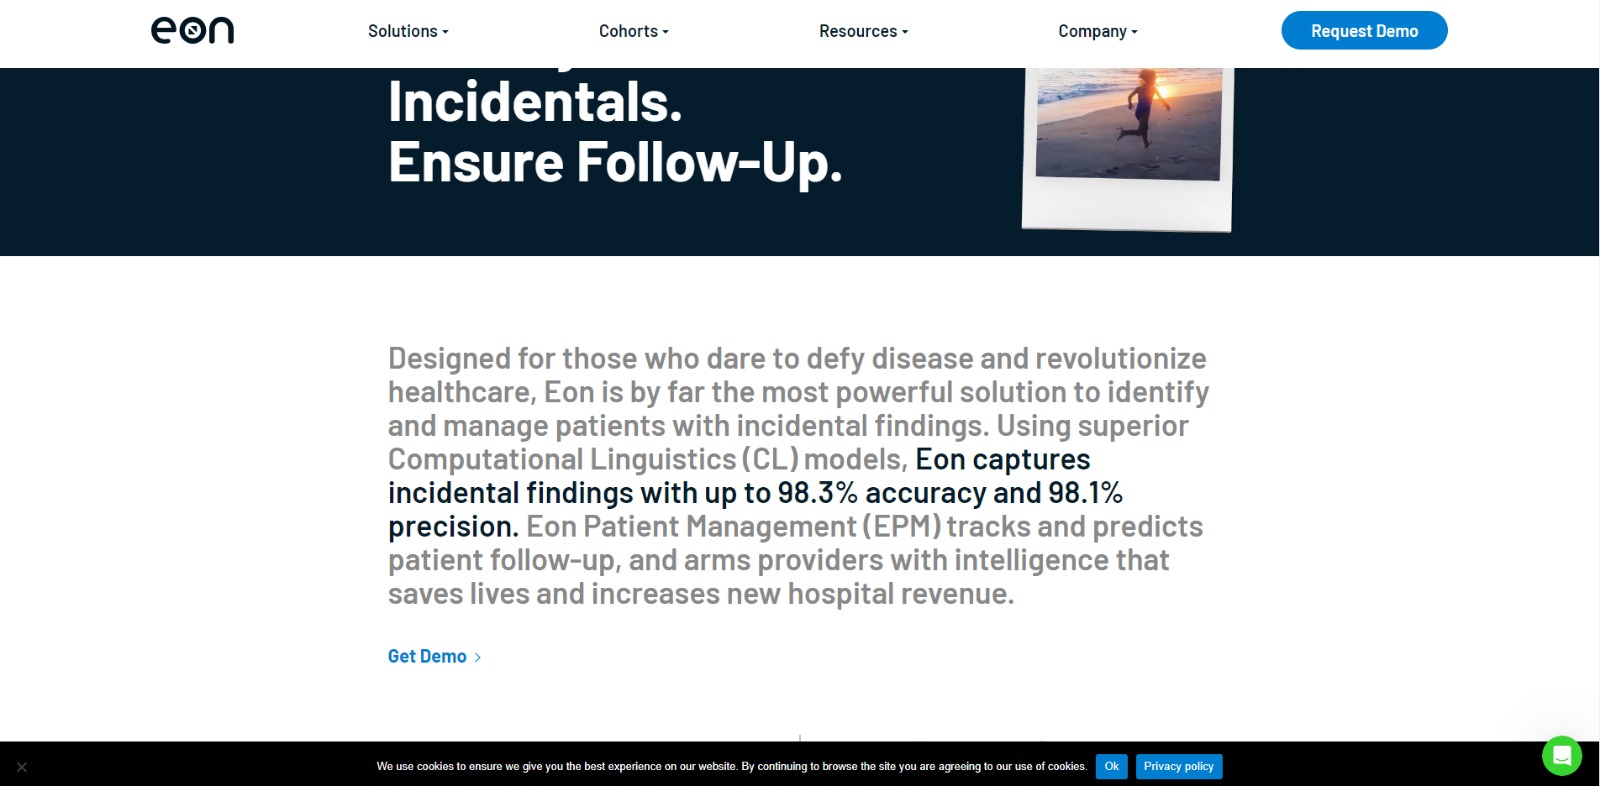 eon
Solutions
Cohorts
Resources
Company
Request Demo
Incidentals.
Ensure Follow-Up.
Designed for those who dare to defy disease and revolutionize
healthcare, Eon is by far the most powerful solution to identify
and manage patients with incidental findings. Using superior
Computational Linguistics (CL) models, Eon captures
incidental findings with up to 98.3% accuracy and 98.1%
precision. Eon Patient Management (EPM) tracks and predicts
patient follow-up, and arms providers with intelligence that
saves lives and increases new hospital revenue.
Get Demo
We use cookies to ensure we give you the best experience on our website. By continuing to browse the site you are agreeing to our use of cookies.
Ok
Privacy policy